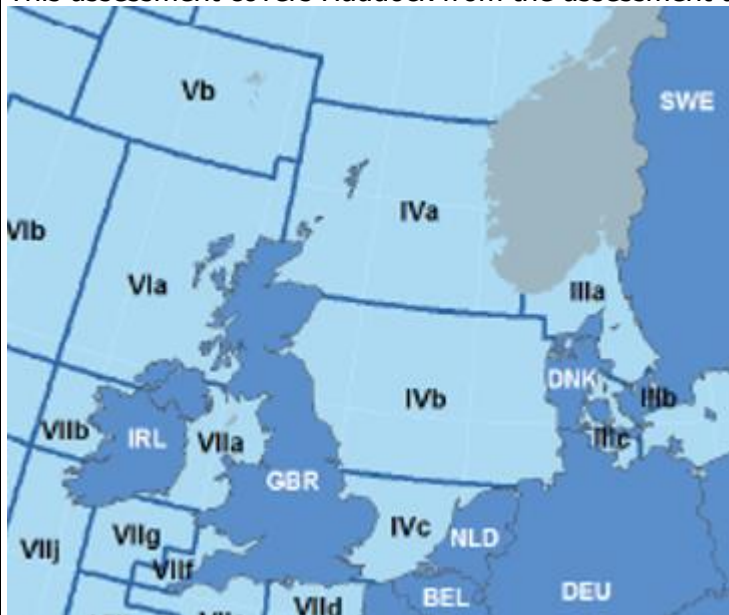 This assessment covers Haddock from the assessment
Vb
SWE
IVa
VIb
VIa
IIIa
DNK
IIIb
IVb
VIIb
IRL
VIIa
IIIc
GBR
IVc
VIIg
NLD
VIIj
VIIf
VIId
BEL
DEU